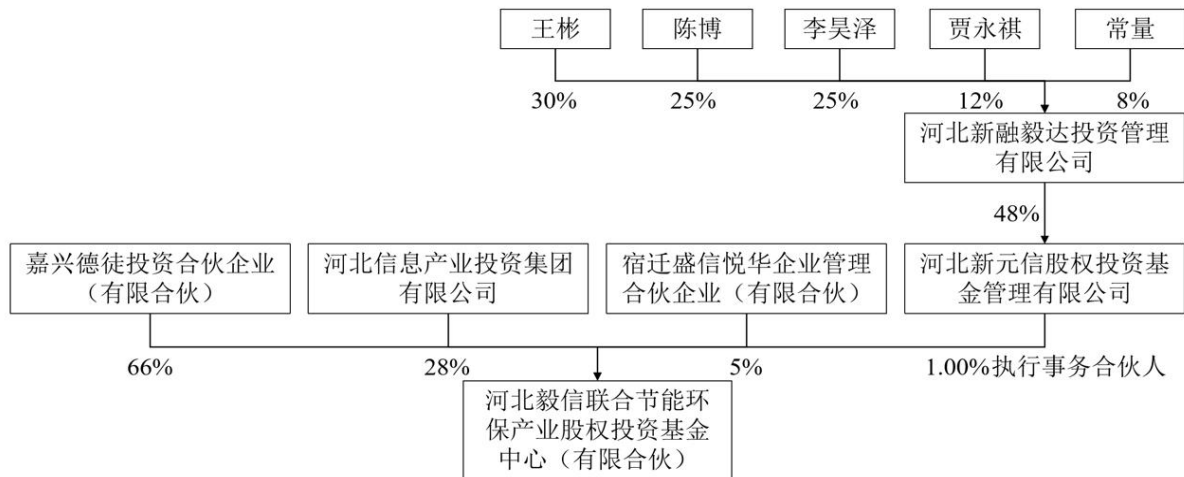 王彬
陈博
李昊泽
贾永祺
常量
30%
25%
25%
12%
8%
河北新融毅达投资管理
有限公司
48%
嘉兴德徒投资合伙企业
（有限合伙）
河北信息产业投资集团
有限公司
宿迁盛信悦华企业管理
合伙企业（有限合伙）
河北新元信股权投资基
金管理有限公司
66%
28%
5%
1.00%执行事务合伙人
河北毅信联合节能环
保产业股权投资基金
中心（有限合伙）